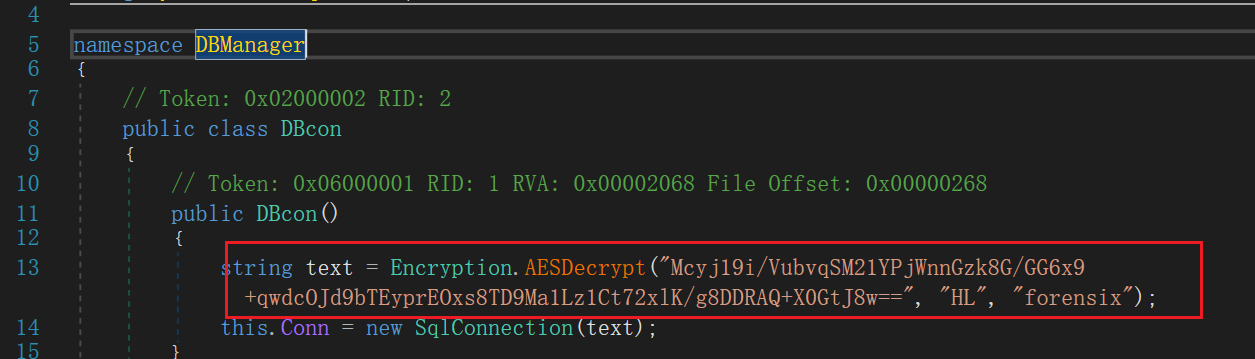 4
5 namespace DBManager
6 {
7 // Token: 0x02000002 RID: 2
8 public class DBcon
9 {
10 // Token: 0x06000001 RID: 1 RVA: 0x00002068 File Offset: 0x00000268
11 public DBcon()
12 {
13 string text = Encryption.AESDecrypt("Mcyj19i/VubvqSM21YPjWnnGzk8G/GG6x9
+qwdcOJd9bTEyprEOxs8TD9Ma1Lz1Ct72xlK/g8DDRAQ+XOGtJ8w==", "HL", "forensix");
14 this.Conn = new SqlConnection(text);
15 }